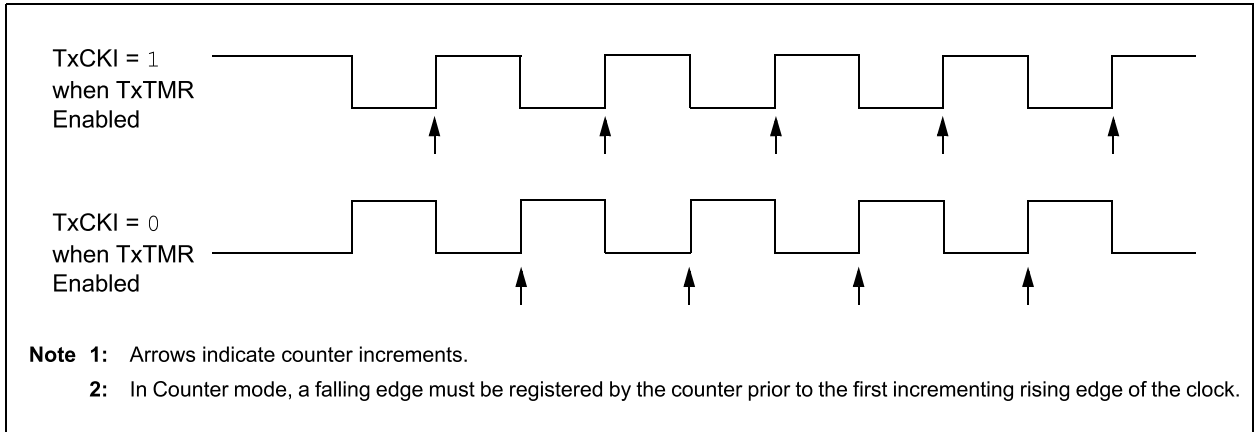 TxCKI = 1
when TxTMR
Enabled
TxCKI = 0
when TxTMR
Enabled
Note 1: Arrows indicate counter increments.
2: In Counter mode, a falling edge must be registered by the counter prior to the first incrementing rising edge of the clock.